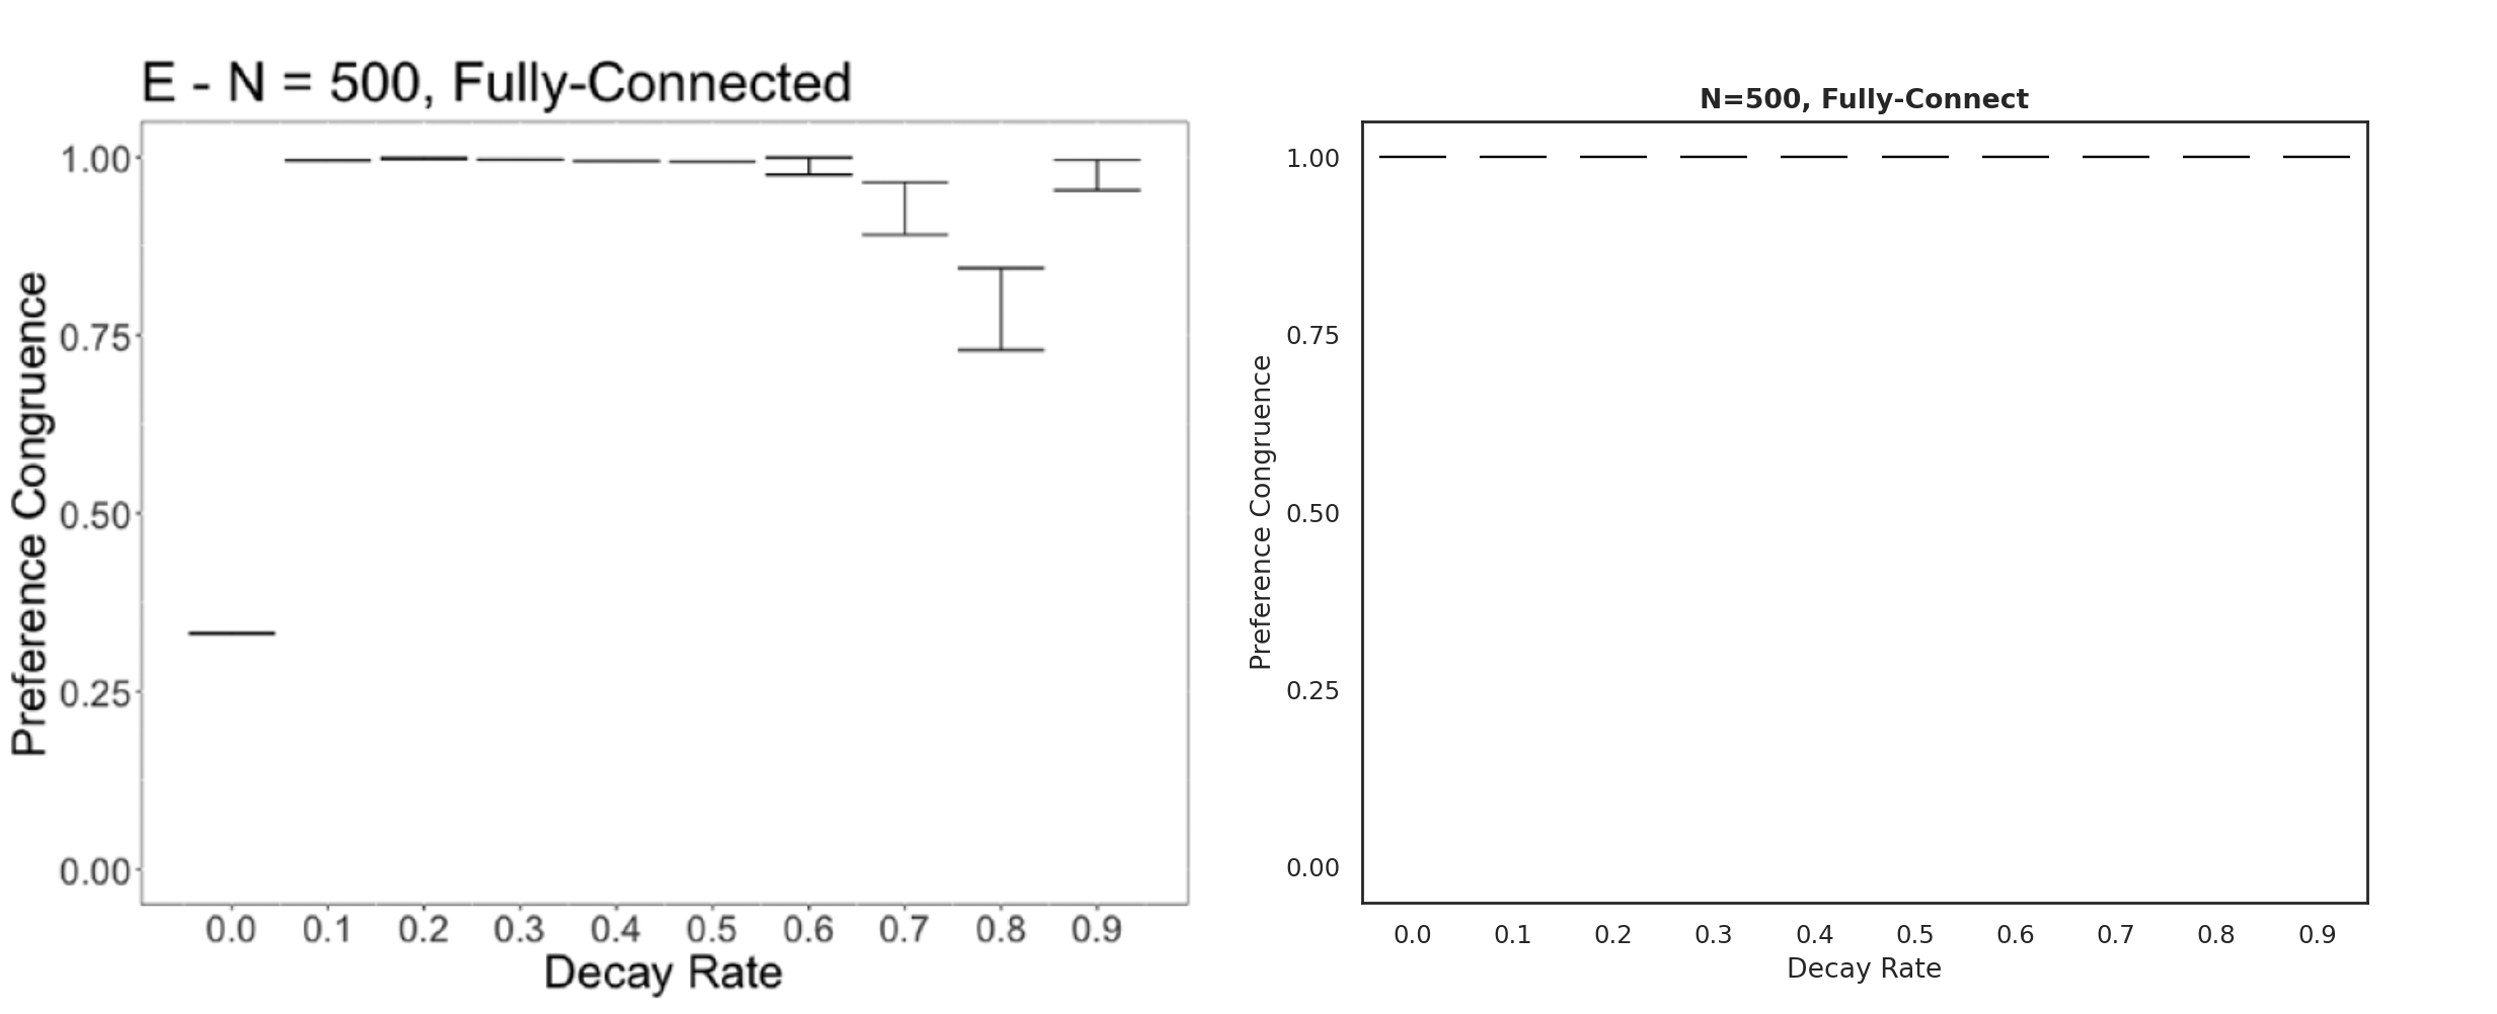 E - N = 500, Fully-Connected
Preference Congruence
1.00
0.75
0.50
0.25
0.00
0.0 0.1 0.2 0.3 0.4 0.5 0.6 0.7 0.8 0.9
Decay Rate
N=500, Fully-Connect
Preference Congruence
1.00
0.75
0.50
0.25
0.00
0.0 0.1 0.2 0.3 0.4 0.5 0.6 0.7 0.8 0.9
Decay Rate